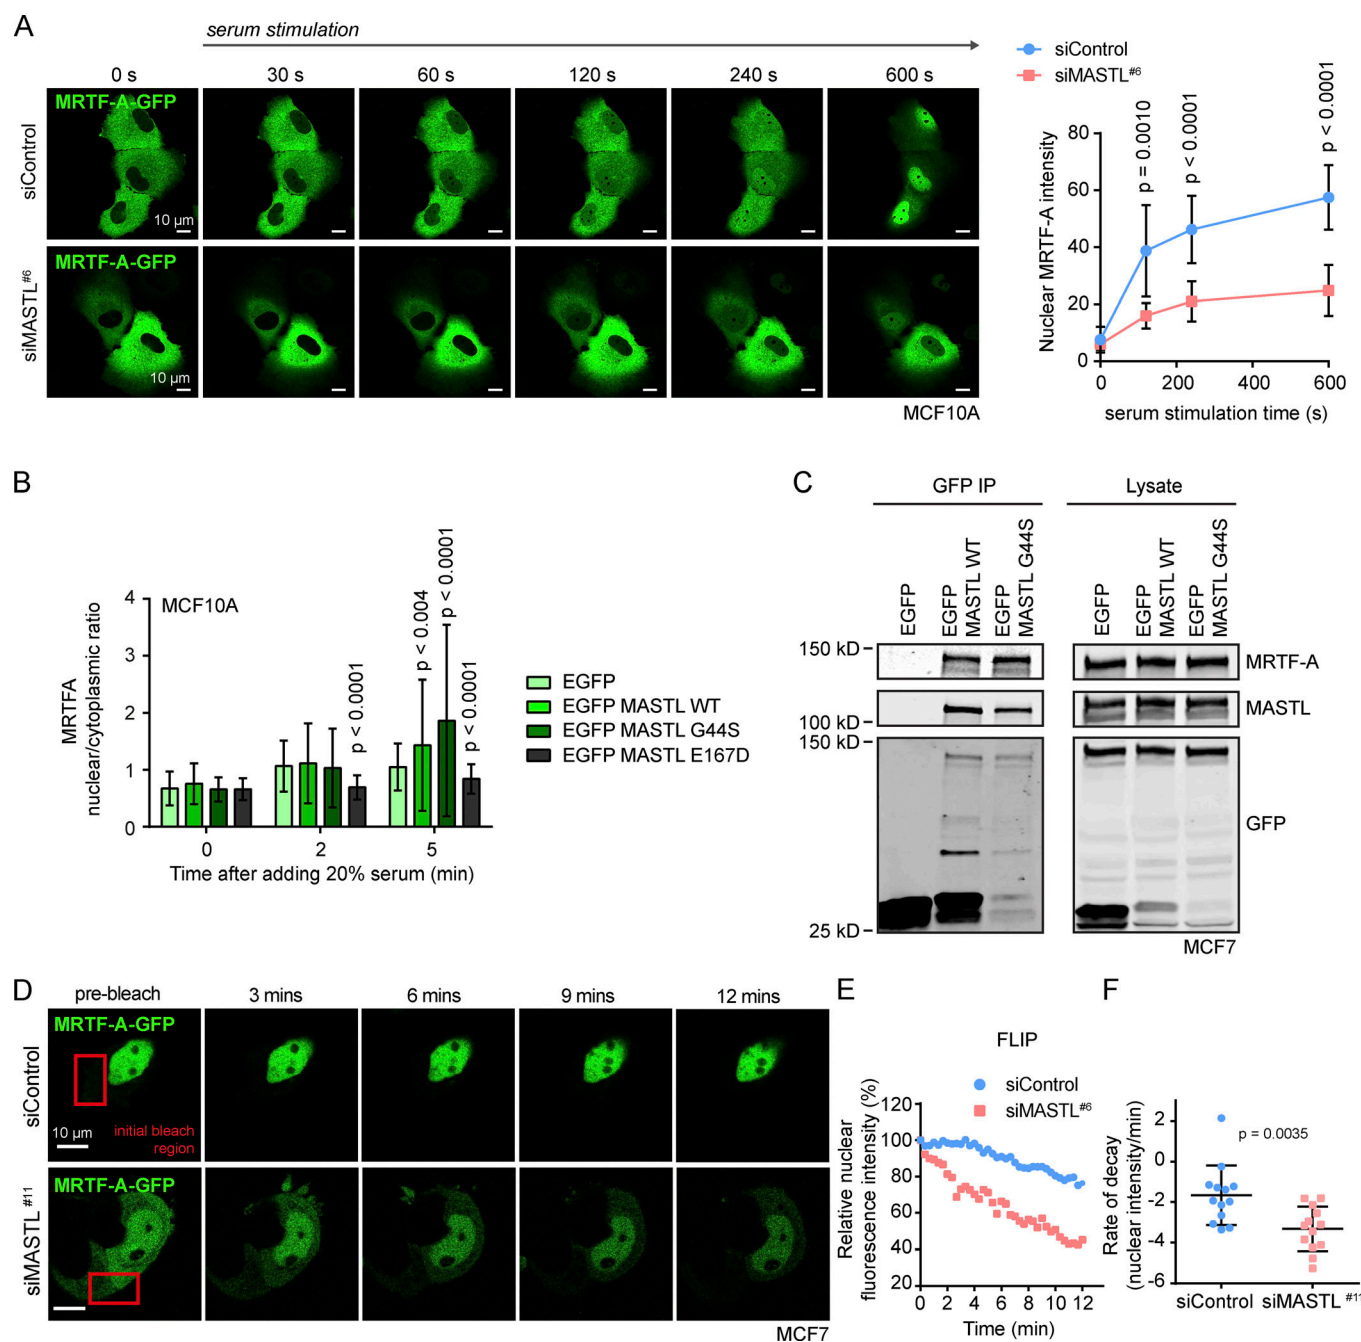 A
serum stimulation
0 s 30 s 60 s 120 s 240 s 600 s
siControl
MRTF-A-GFP
10 µm
siMASTL#6
MRTF-A-GFP
10 µm
MCF10A
siControl
siMASTL#6
Nuclear MRTF-A intensity
80
60
40
20
0
p = 0.0010
p < 0.0001
p < 0.0001
0 200 400 600
serum stimulation time (s)
B
MCF10A
MRTFA
nuclear/cytoplasmic ratio
4
3
2
1
0
p < 0.0001
p < 0.004
p < 0.0001
p < 0.0001
0 2 5
Time after adding 20% serum (min)
EGFP
EGFP MASTL WT
EGFP MASTL G44S
EGFP MASTL E167D
C
GFP IP Lysate
EGFP
EGFP
MASTL WT
EGFP
MASTL G44S
EGFP
EGFP
MASTL WT
EGFP
MASTL G44S
150 kD
MRTF-A
100 kD
MASTL
150 kD
GFP
25 kD
MCF7
D
pre-bleach 3 mins 6 mins 9 mins 12 mins
siControl
MRTF-A-GFP
10 µm
initial bleach
region
siMASTL #11
MRTF-A-GFP
MCF7
E
FLIP
siControl
siMASTL#6
Relative nuclear
fluorescence intensity (%)
120
100
80
60
40
20
0 2 4 6 8 10 12
Time (min)
F
Rate of decay
(nuclear intensity/min)
2
0
-2
-4
-6
p = 0.0035
siControl siMASTL #11